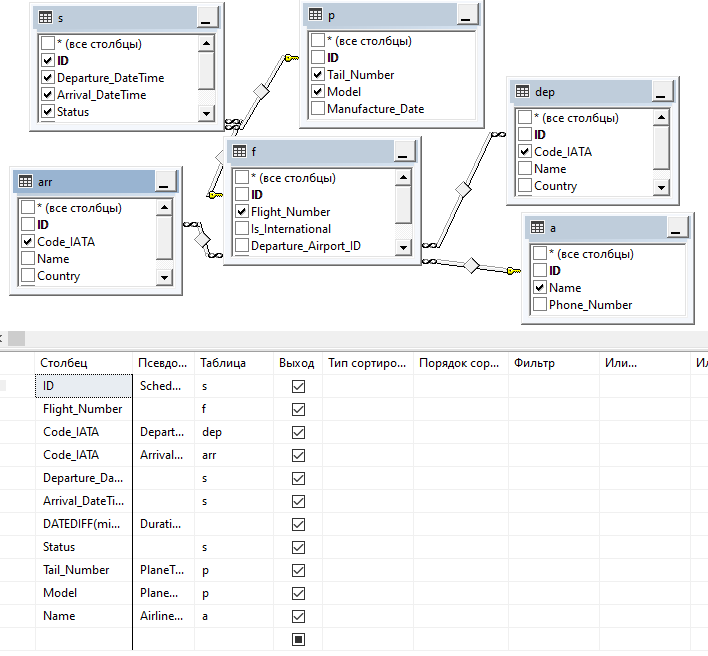 s
* (все столбцы)
ID
Departure_DateTime
Arrival_DateTime
Status
p
* (все столбцы)
ID
Tail_Number
Model
Manufacture_Date
dep
* (все столбцы)
ID
Code_IATA
Name
Country
arr
* (все столбцы)
ID
Code_IATA
Name
Country
f
* (все столбцы)
ID
Flight_Number
Is_International
Departure_Airport_ID
a
* (все столбцы)
ID
Name
Phone_Number
Столбец Псевдо... Таблица Выход Тип сортиро... Порядок сор... Фильтр Или... Ил
ID Sched... s
Flight_Number f
Code_IATA Depart... dep
Code_IATA Arrival... arr
Departure_Da... s
Arrival_DateTi... s
DATEDIFF(mi... Durati...
Status s
Tail_Number PlaneT... p
Model Plane... p
Name Airline... a